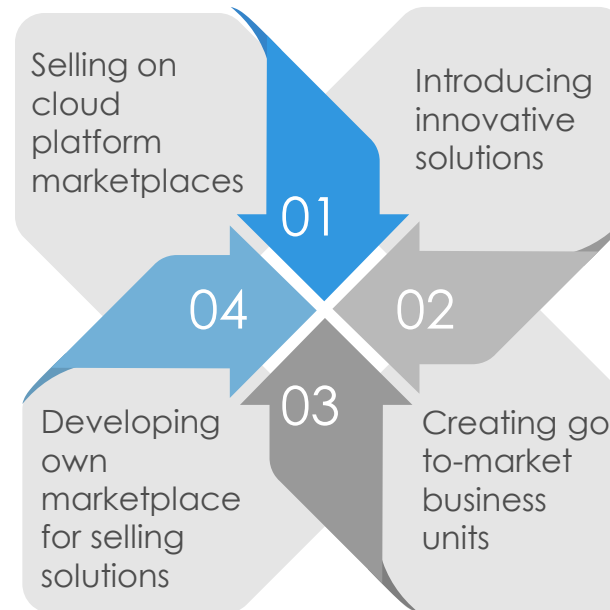 Selling on
cloud
platform
marketplaces
01
Introducing
innovative
solutions
02
Creating go
to-market
business
units
03
Developing
own
marketplace
for selling
solutions
04